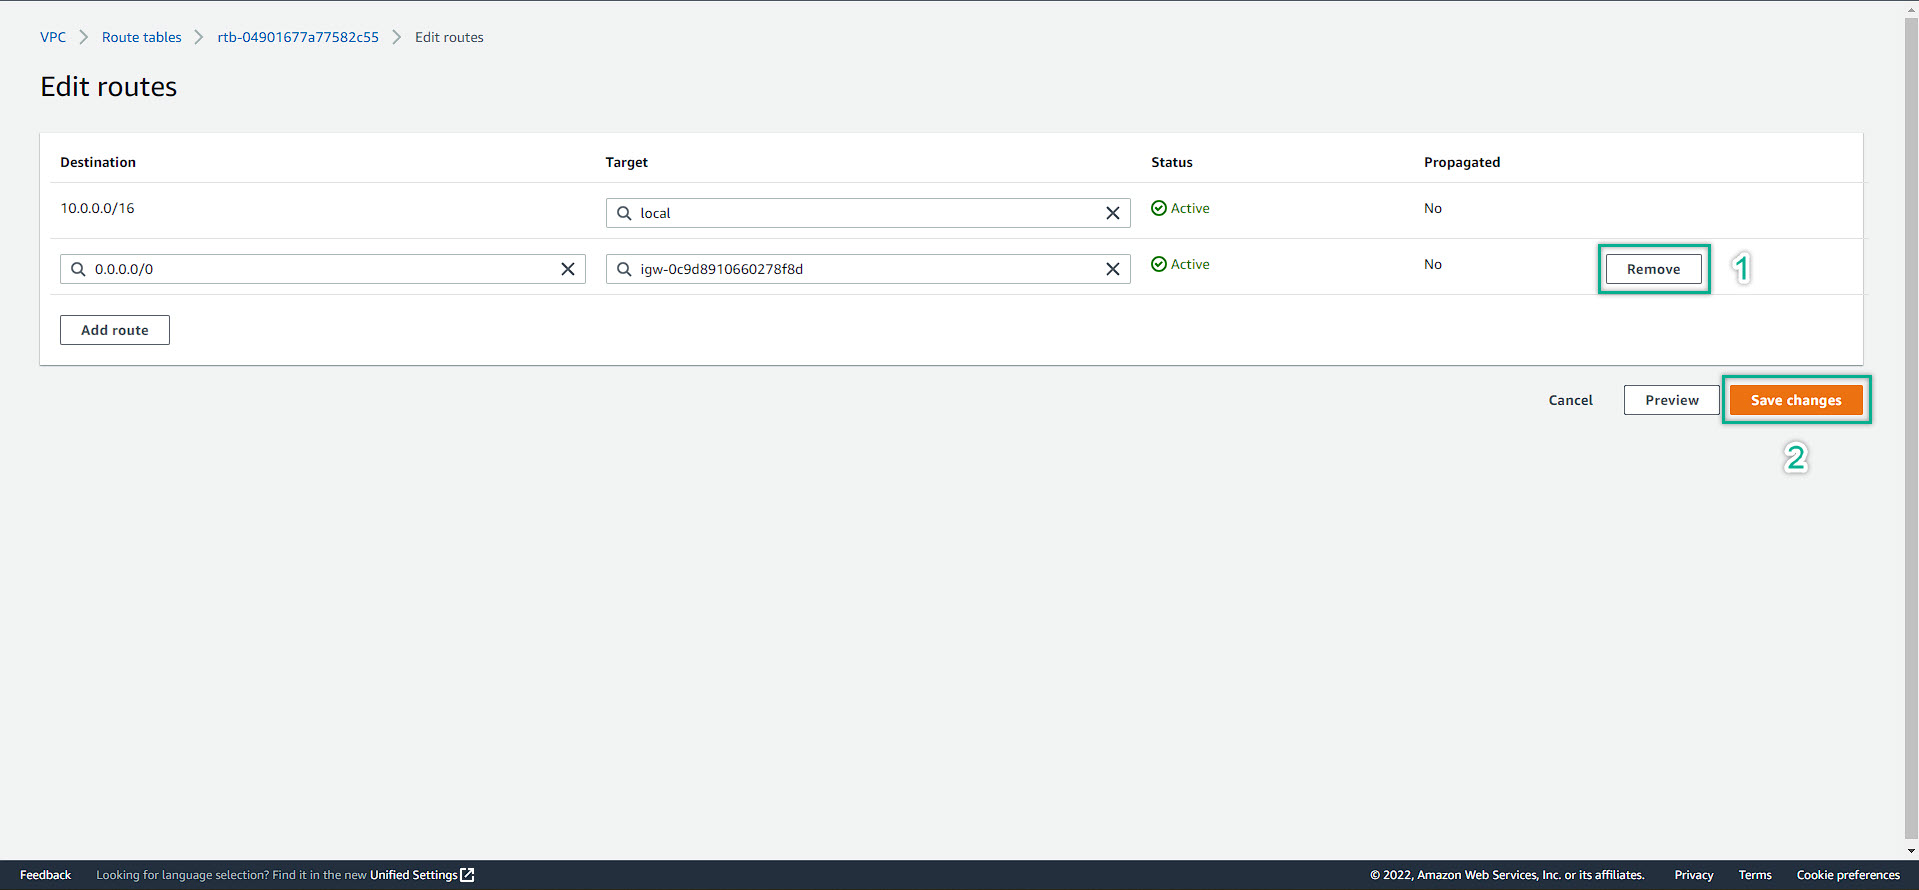 VPC > Route tables > rtb-04901677a77582c55 > Edit routes
Edit routes
Destination Target Status Propagated
10.0.0.0/16 local Active No
0.0.0.0/0 igw-0c9d8910660278f8d Active No Remove 1
Add route
Cancel Preview Save changes
2
Feedback Looking for language selection? Find it in the new Unified Settings © 2022, Amazon Web Services, Inc. or its affiliates. Privacy Terms Cookie preferences